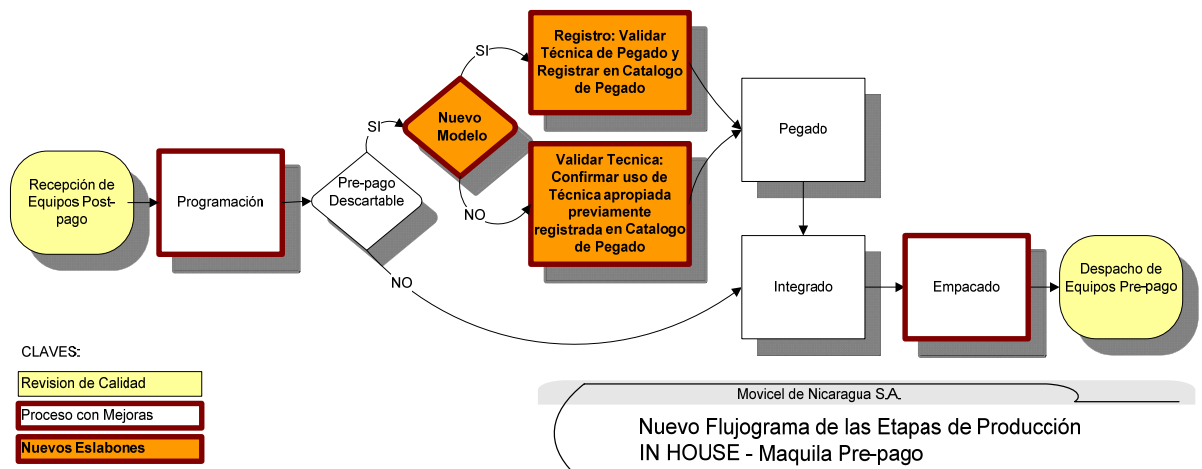 Recepción de
Equipos Post-
pago
Programación
Pre-pago
Descartable
SI
NO
Nuevo
Modelo
SI
NO
Registro: Validar
Técnica de Pegado y
Registrar en Catalogo
de Pegado
Validar Tecnica:
Confirmar uso de
Técnica apropiada
previamente
registrada en Catalogo
de Pegado
Pegado
Integrado
Empacado
Despacho de
Equipos Pre-pago
CLAVES:
Revision de Calidad
Proceso con Mejoras
Nuevos Eslabones
Movicel de Nicaragua S.A.
Nuevo Flujograma de las Etapas de Producción
IN HOUSE - Maquila Pre-pago